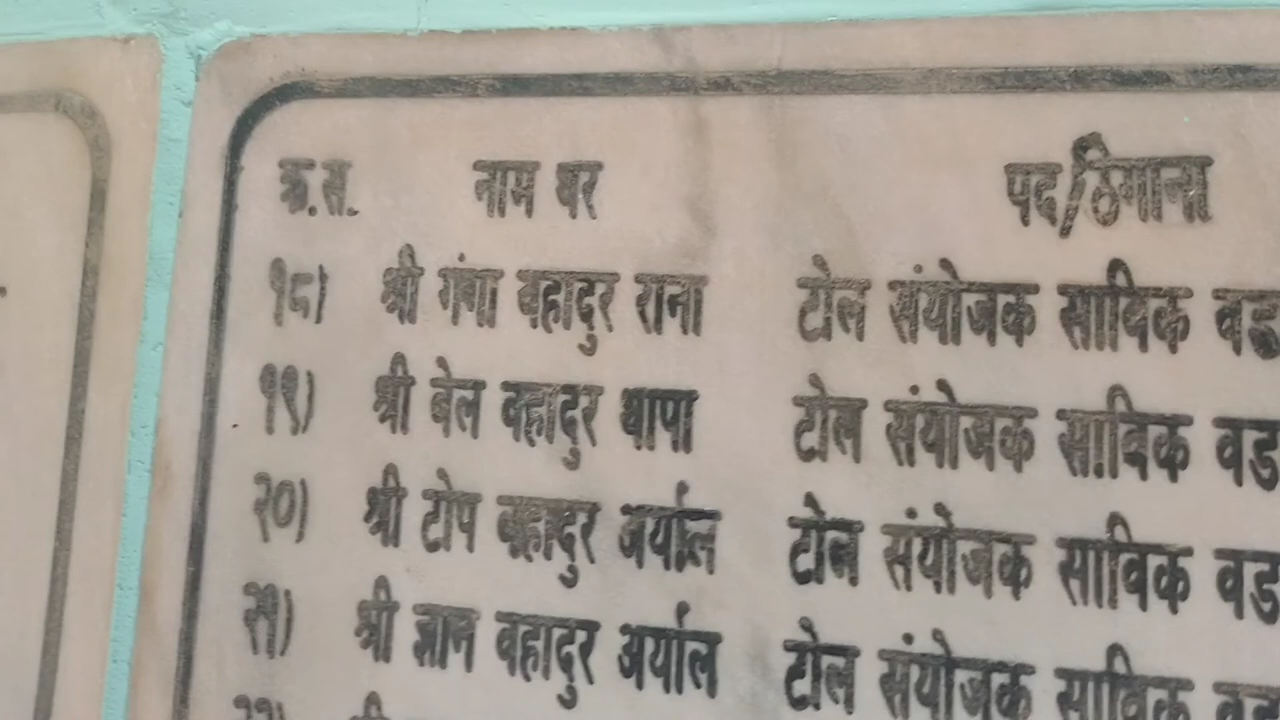 क्र.स. नाम थर पद/ठेगाना
१८) श्री गंगा बहादुर राना टोल संयोजक साविक वड
१९) श्री बेल बहादुर थापा टोल संयोजक साविक वड
२०) श्री टोप बहादुर अर्याल टोल संयोजक साविक वड
२१) श्री ज्ञान बहादुर अर्याल टोल संयोजक साविक